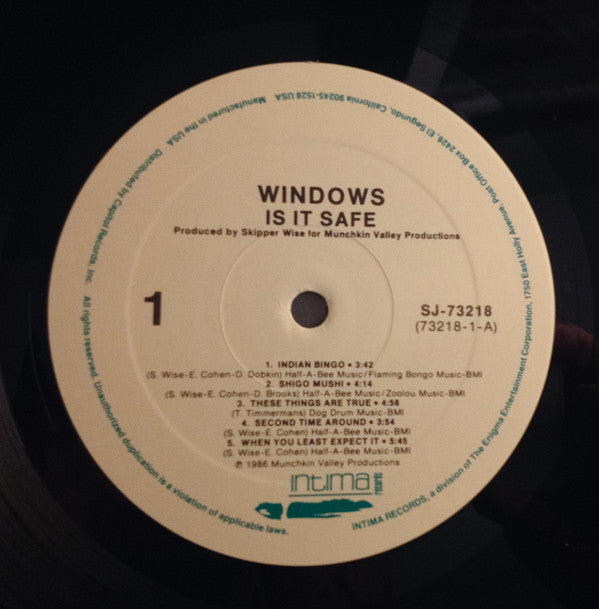 WINDOWS
IS IT SAFE
Produced by Skipper Wise for Munchkin Valley Productions
1
SJ-73218
(73218-1-A)
1. INDIAN BINGO • 3:42
(S. Wise-E. Cohen-D. Dobkin) Half-A-Bee Music/Flaming Bongo Music-BMI
2. SHIGO MUSHI • 4:14
(S. Wise-E. Cohen-D. Brooks) Half-A-Bee Music/Zoolou Music-BMI
3. THESE THINGS ARE TRUE • 4:56
(T. Timmermans) Dog Drum Music-BMI
4. SECOND TIME AROUND • 3:54
(S. Wise-E. Cohen) Half-A-Bee Music-BMI
5. WHEN YOU LEAST EXPECT IT • 5:45
(S. Wise-E. Cohen) Half-A-Bee Music-BMI
℗ 1986 Munchkin Valley Productions
intima
INTIMA RECORDS, a division of The Enigma Entertainment Corporation, 1750 East Holly Avenue, Post Office Box 2428, El Segundo, California 90245-1528 USA Manufactured in the USA Distributed by Capitol Records, Inc. All rights reserved. Unauthorized duplication is a violation of applicable laws.